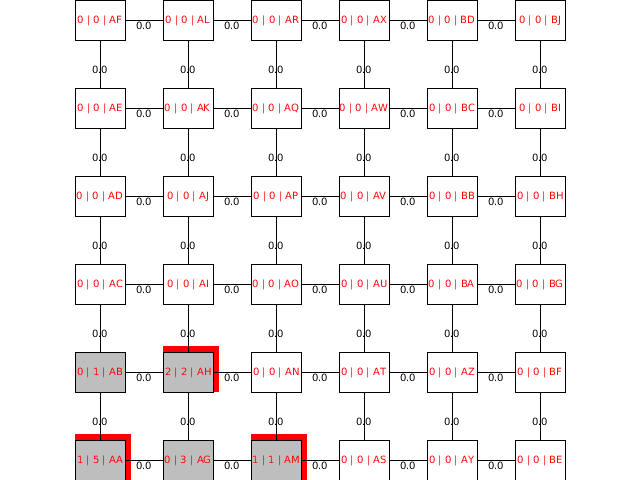 0 | 0 | AF 0.0 0 | 0 | AL 0.0 0 | 0 | AR 0.0 0 | 0 | AX 0.0 0 | 0 | BD 0.0 0 | 0 | BJ
0.0 0.0 0.0 0.0 0.0 0.0
0 | 0 | AE 0.0 0 | 0 | AK 0.0 0 | 0 | AQ 0.0 0 | 0 | AW 0.0 0 | 0 | BC 0.0 0 | 0 | BI
0.0 0.0 0.0 0.0 0.0 0.0
0 | 0 | AD 0.0 0 | 0 | AJ 0.0 0 | 0 | AP 0.0 0 | 0 | AV 0.0 0 | 0 | BB 0.0 0 | 0 | BH
0.0 0.0 0.0 0.0 0.0 0.0
0 | 0 | AC 0.0 0 | 0 | AI 0.0 0 | 0 | AO 0.0 0 | 0 | AU 0.0 0 | 0 | BA 0.0 0 | 0 | BG
0.0 0.0 0.0 0.0 0.0 0.0
0 | 1 | AB 0.0 2 | 2 | AH 0.0 0 | 0 | AN 0.0 0 | 0 | AT 0.0 0 | 0 | AZ 0.0 0 | 0 | BF
0.0 0.0 0.0 0.0 0.0 0.0
1 | 5 | AA 0.0 0 | 3 | AG 0.0 1 | 1 | AM 0.0 0 | 0 | AS 0.0 0 | 0 | AY 0.0 0 | 0 | BE